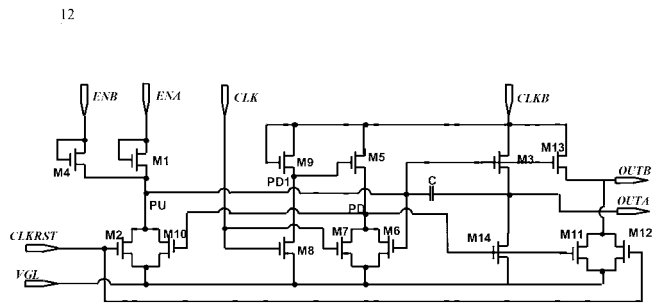 12
ENB
ENA
CLK
CLKB
M4
M1
M9
M5
M3
M13
PD1
C
OUTB
PU
PD
OUTA
CLKRST
M2
M10
M8
M7
M6
M14
M11
M12
VGL